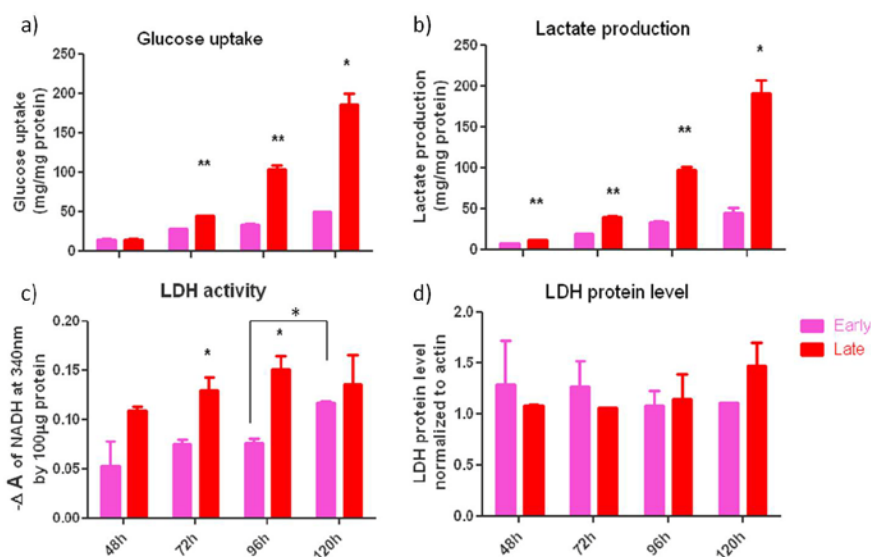 a)
Glucose uptake
Glucose uptake
(mg/mg protein)
250
200
150
100
50
0
**
**
*
b)
Lactate production
Lactate production
(mg/mg protein)
250
200
150
100
50
0
**
**
**
*
c)
LDH activity
-Δ A of NADH at 340nm
by 100µg protein
0.20
0.15
0.10
0.05
0.00
*
*
*
48h
72h
96h
120h
d)
LDH protein level
LDH protein level
normalized to actin
2.0
1.5
1.0
0.5
0.0
48h
72h
96h
120h
Early
Late